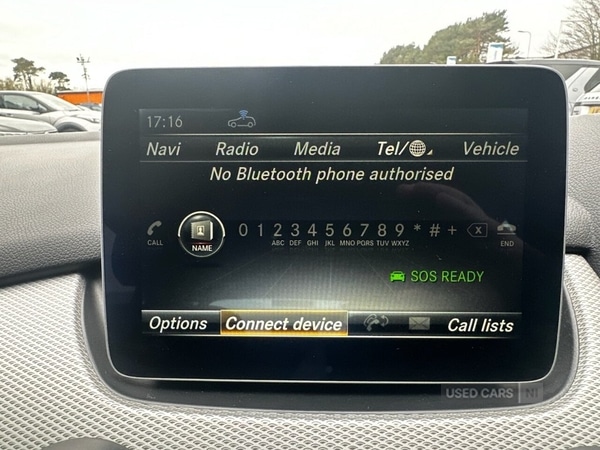 17:16
Navi Radio Media Tel/ Vehicle
No Bluetooth phone authorised
0 1 2 3 4 5 6 7 8 9 * # +
CALL NAME ABC DEF GHI JKL MNO PQRS TUV WXYZ END
SOS READY
Options Connect device Call lists
USED CARS NI